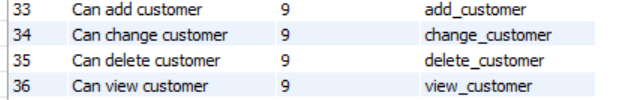 33 Can add customer 9 add_customer
34 Can change customer 9 change_customer
35 Can delete customer 9 delete_customer
36 Can view customer 9 view_customer